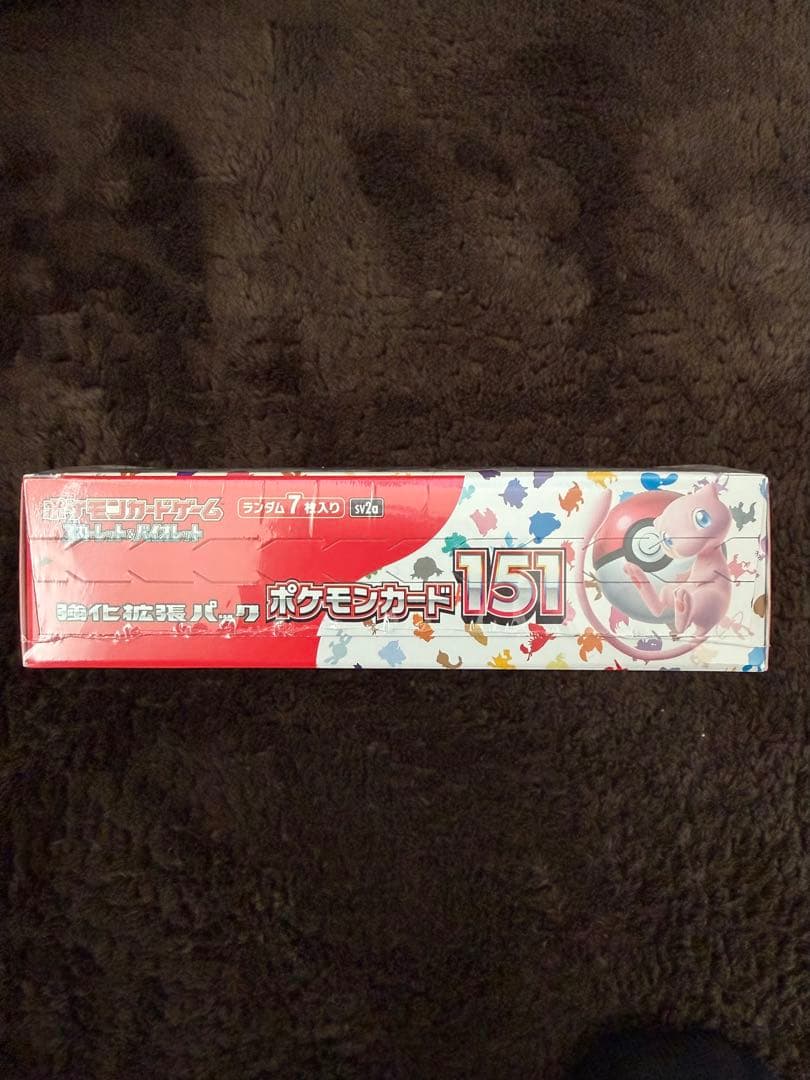 ポケモンカードゲーム
スカーレット&バイオレット
ランダム7枚入り sv2a
強化拡張パック ポケモンカード151